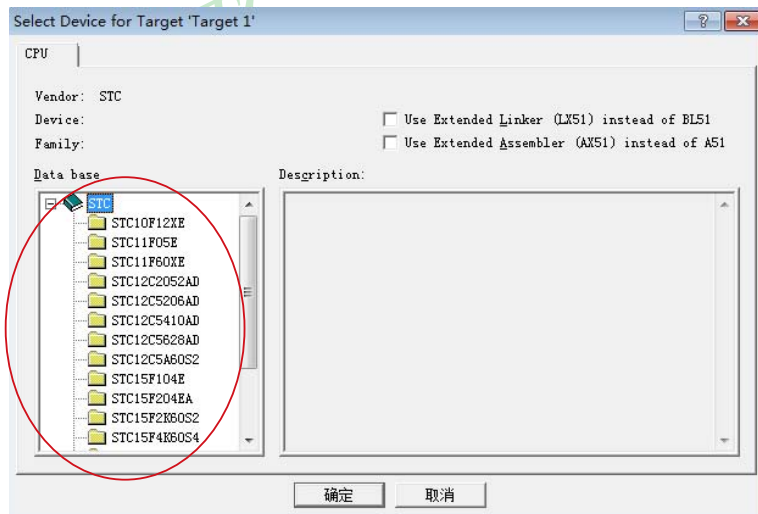 Select Device for Target 'Target 1'
CPU
Vendor: STC
Device:
Use Extended Linker (LX51) instead of BL51
Family:
Use Extended Assembler (AX51) instead of A51
Data base
Description:
STC
STC10F12XE
STC11F05E
STC11F60XE
STC12C2052AD
STC12C5206AD
STC12C5410AD
STC12C5628AD
STC12C5A60S2
STC15F104E
STC15F204EA
STC15F2K60S2
STC15F4K60S4
确定
取消